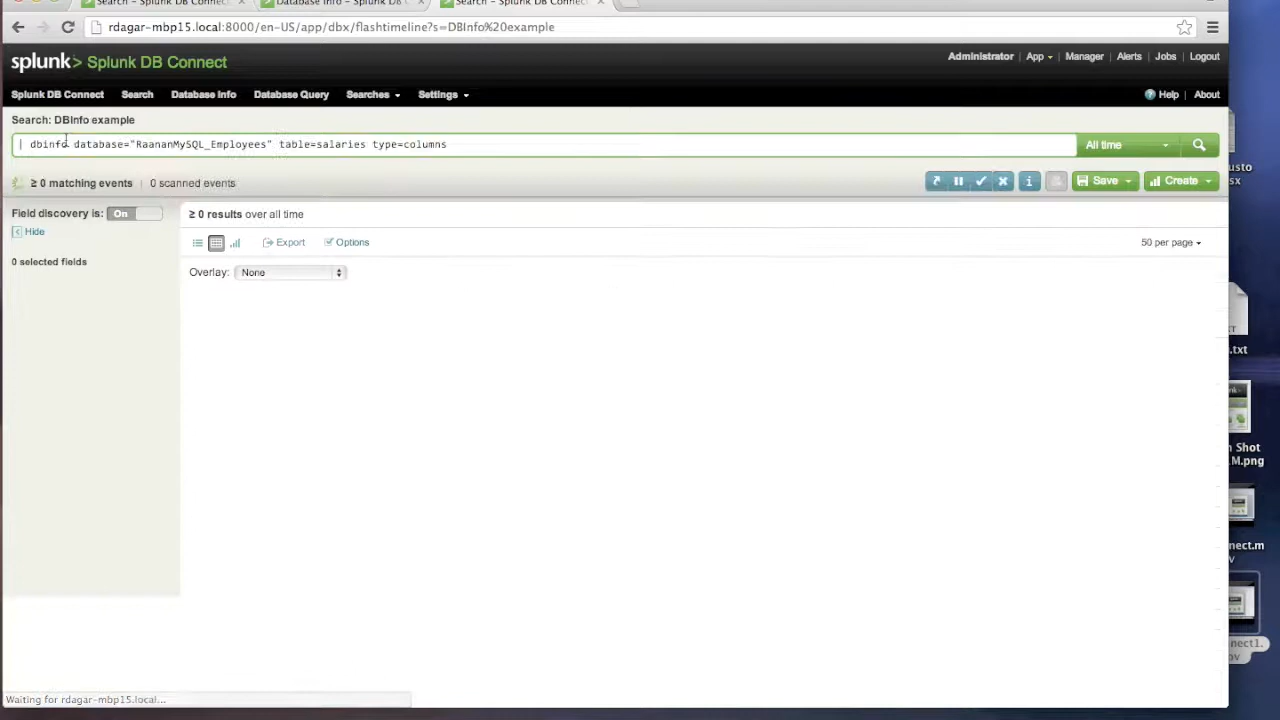 Search - Splunk DB Connect
Database Info - Splunk DB C
Search - Splunk DB Connect
rdagar-mbp15.local:8000/en-US/app/dbx/flashtimeline?s=DBInfo%20example
splunk> Splunk DB Connect
Administrator App Manager Alerts Jobs Logout
Splunk DB Connect Search Database Info Database Query Searches Settings Help About
Search: DBInfo example
| dbinfo database="RaananMySQL_Employees" table=salaries type=columns All time
≥ 0 matching events 0 scanned events
i Save Create
Field discovery is: On
≥ 0 results over all time
Hide
Export Options 50 per page
0 selected fields
Overlay: None
Waiting for rdagar-mbp15.local...
usto
sx
.txt
n Shot
.M.png
nect.m
v
nect1.
ov